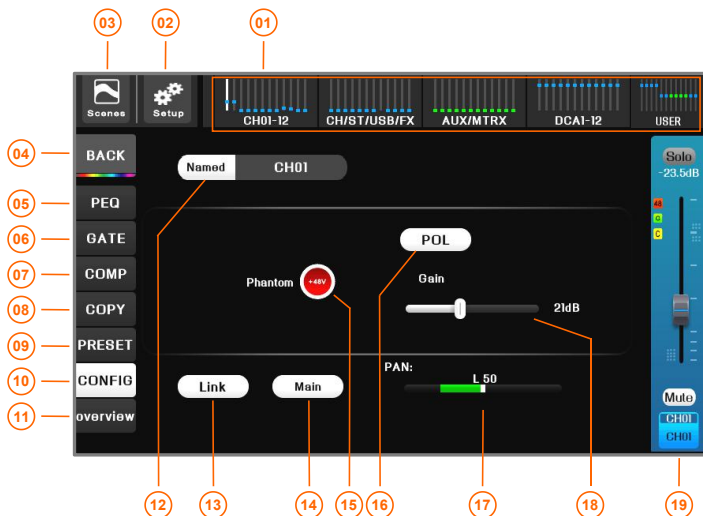 03 02 01
Scenes Setup CH01-12 CH/ST/USB/FX AUX/MTRX DCA1-12 USER
04 BACK Named CH01 Solo
-23.5dB
05 PEQ 48
06 GATE POL G
C
07 COMP Phantom +48V Gain
08 COPY 21dB
09 PRESET
10 CONFIG Link Main PAN: L 50 Mute
11 overview CH01
CH01
12 13 14 15 16 17 18 19